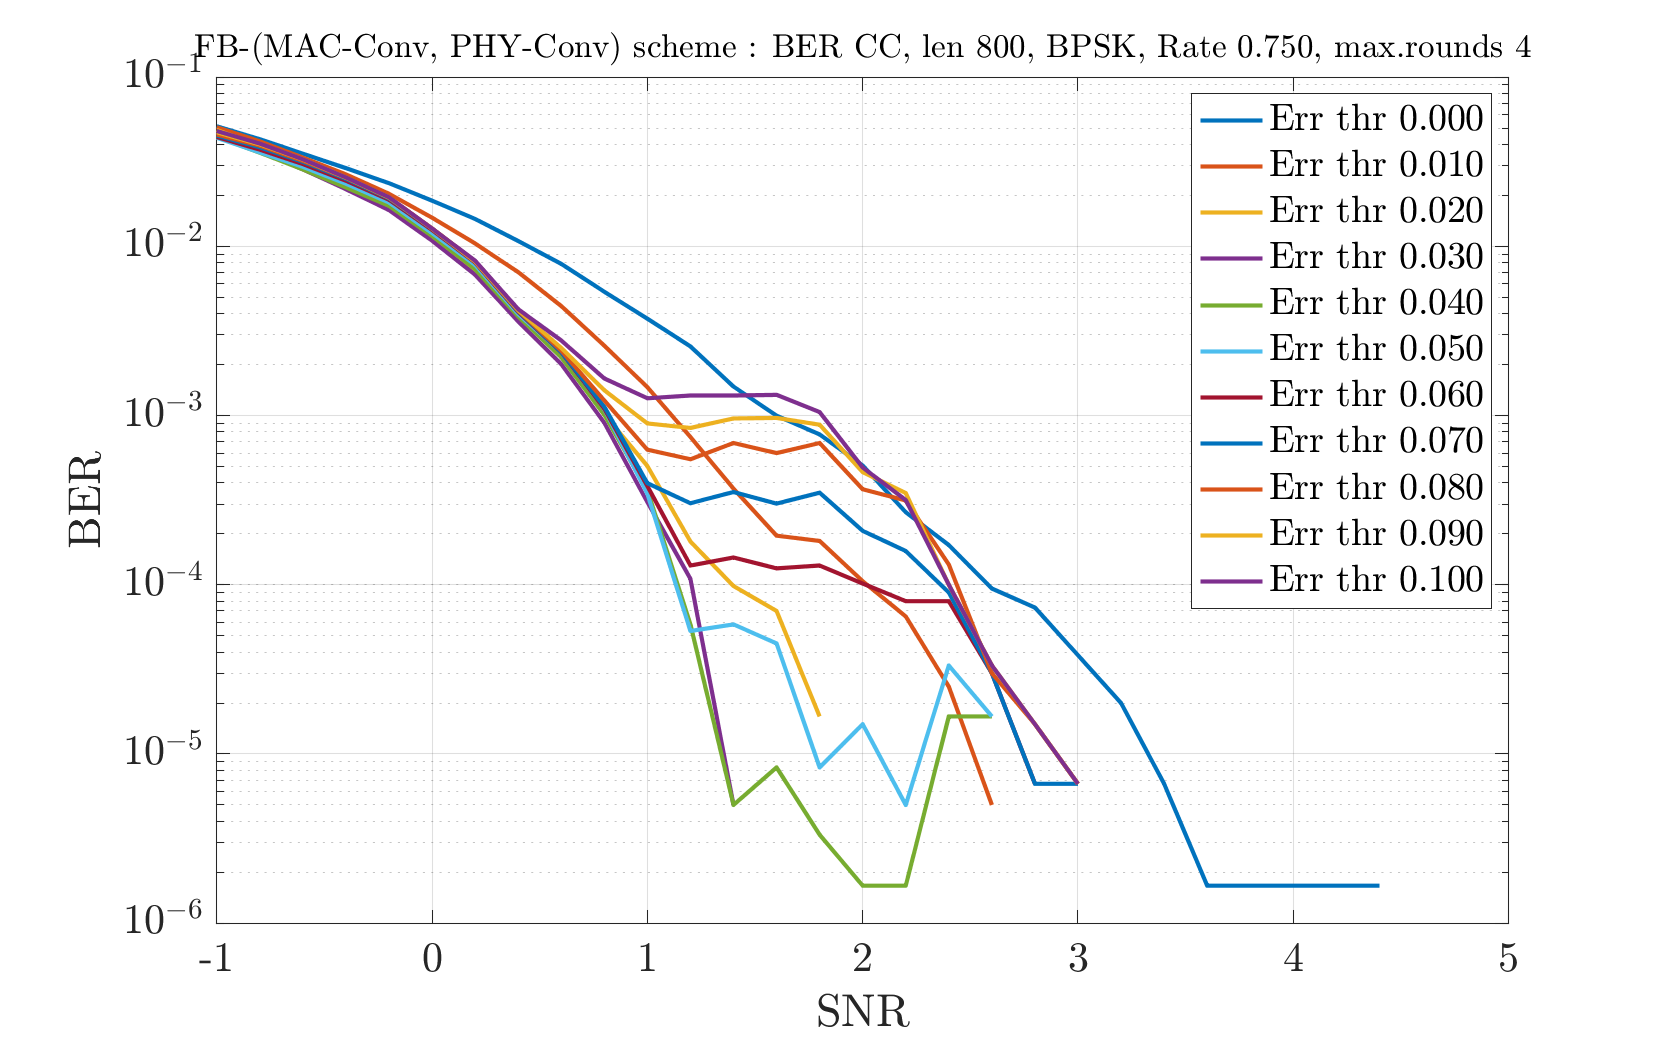 FB-(MAC-Conv, PHY-Conv) scheme : BER CC, len 800, BPSK, Rate 0.750, max.rounds 4
10⁻¹
10⁻²
10⁻³
10⁻⁴
10⁻⁵
10⁻⁶
BER
Err thr 0.000
Err thr 0.010
Err thr 0.020
Err thr 0.030
Err thr 0.040
Err thr 0.050
Err thr 0.060
Err thr 0.070
Err thr 0.080
Err thr 0.090
Err thr 0.100
-1 0 1 2 3 4 5
SNR